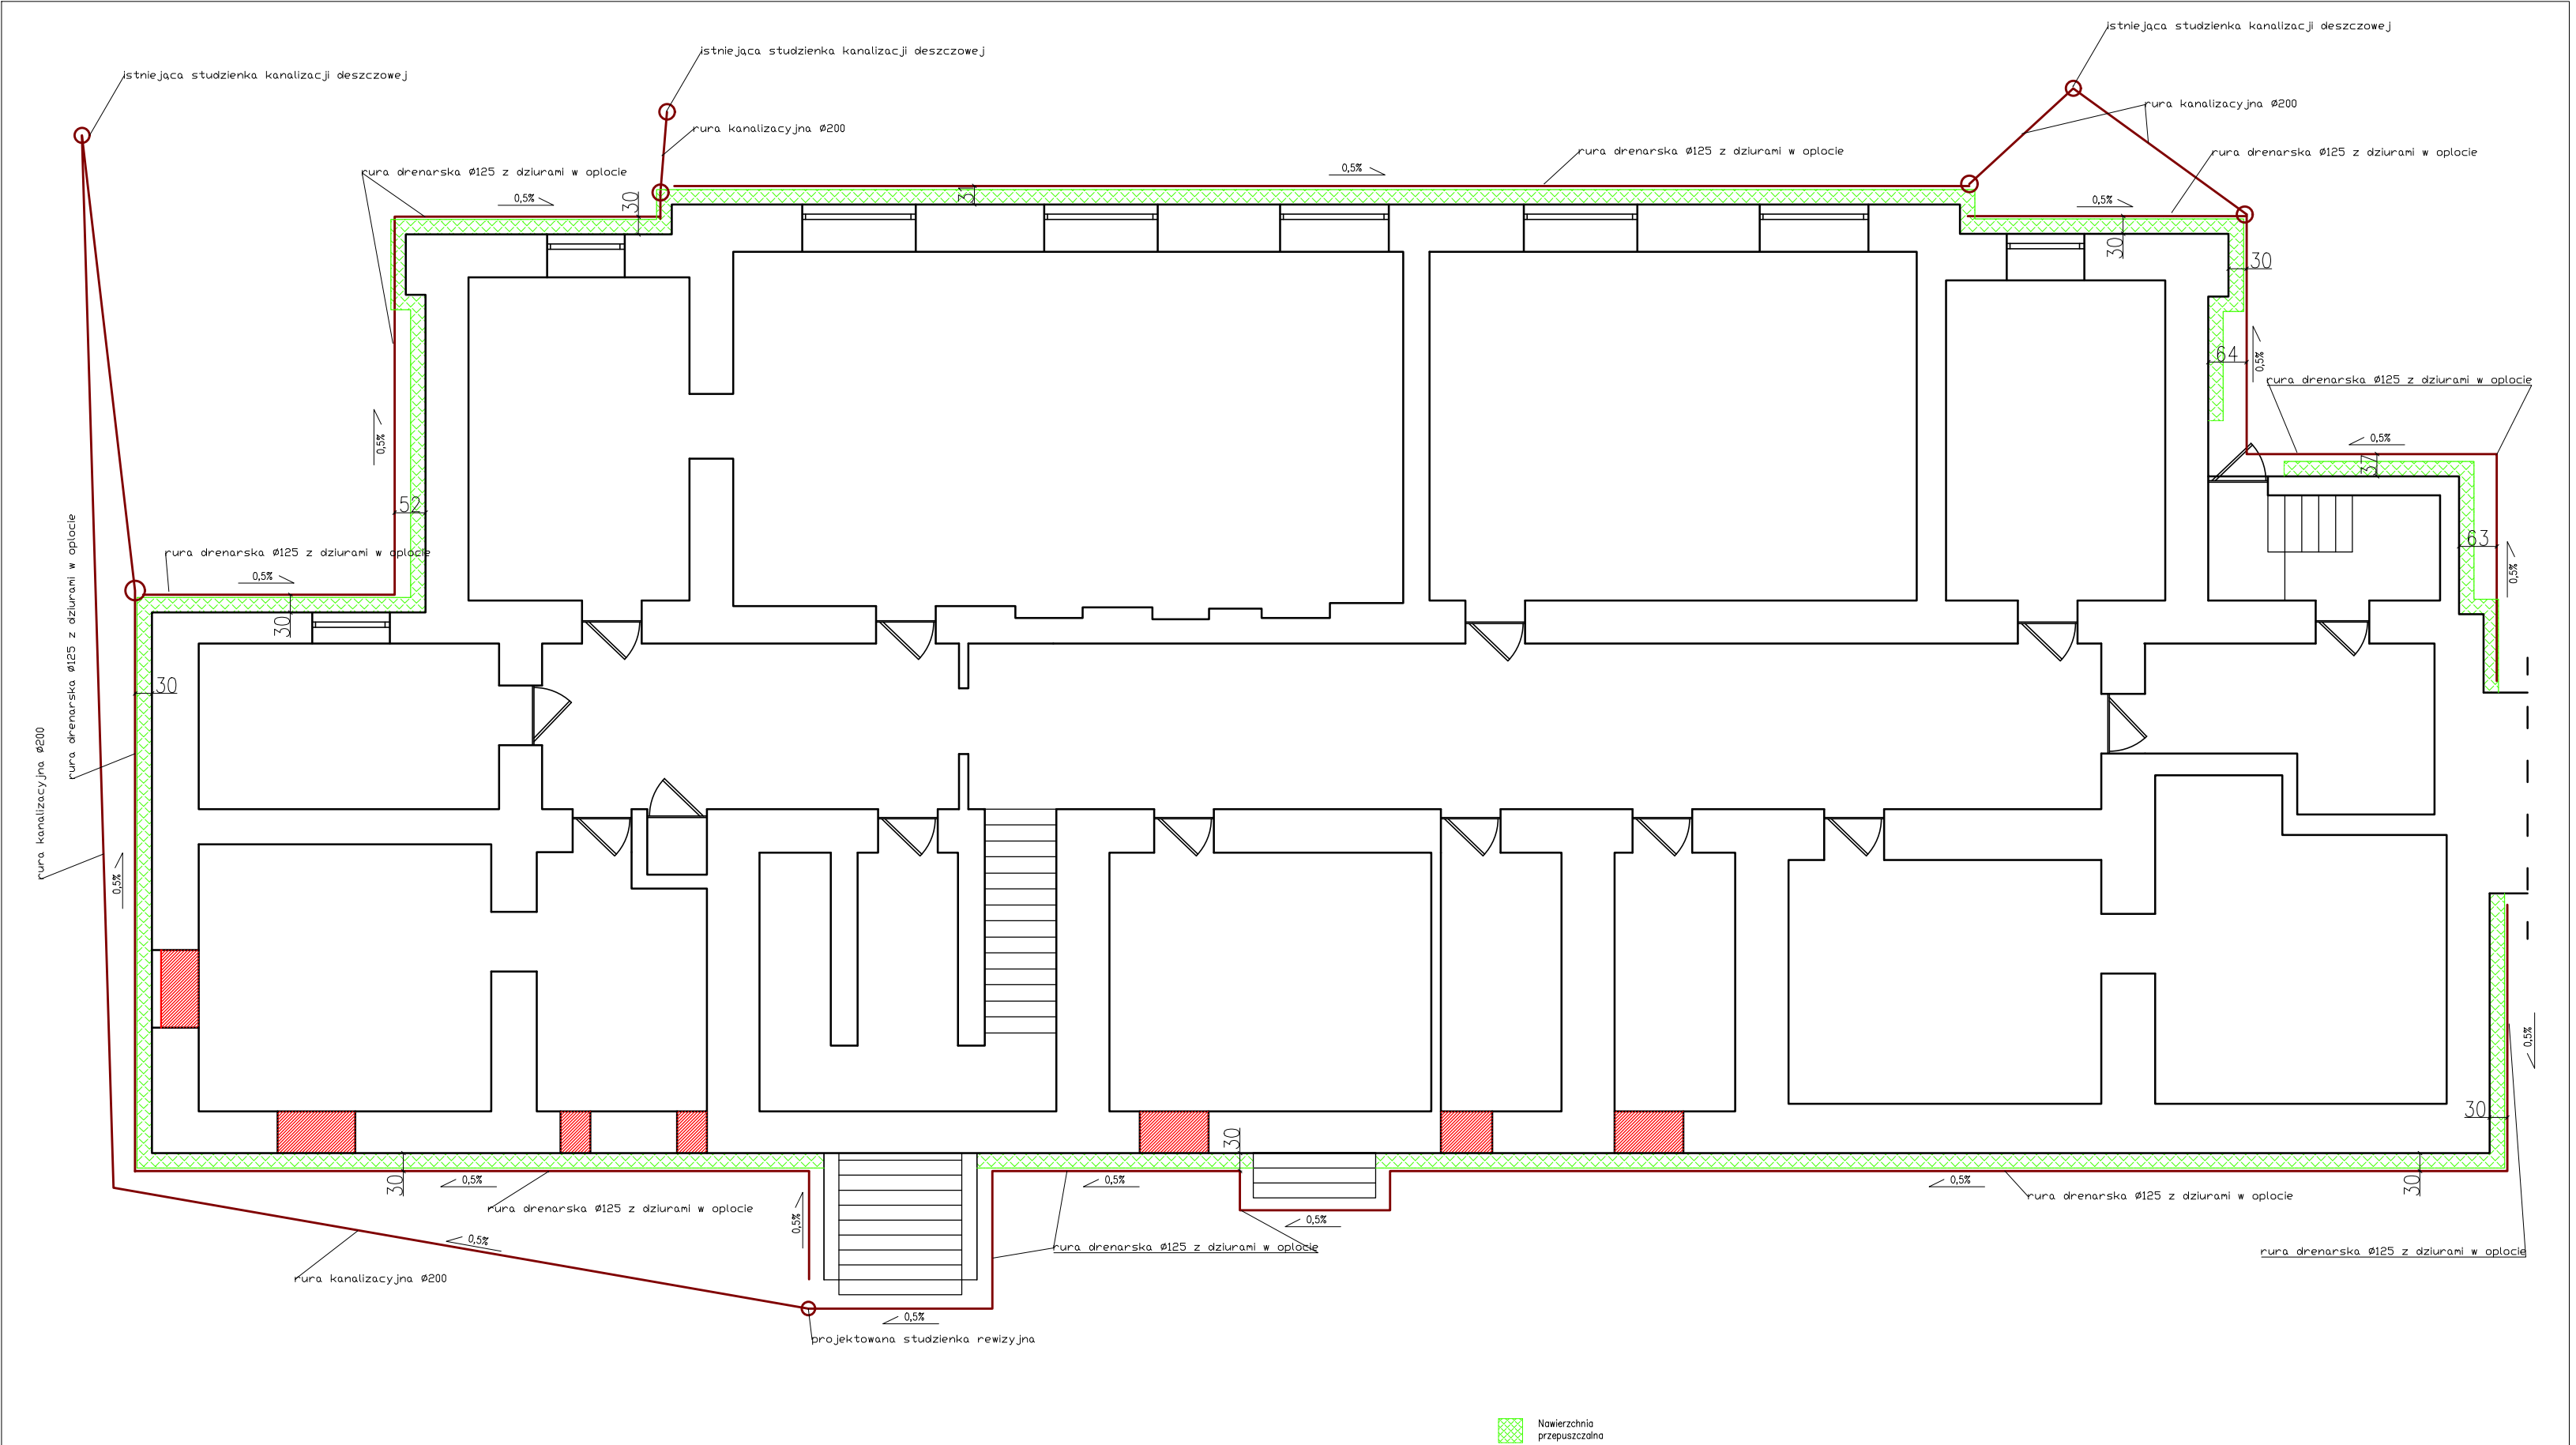 istniejąca studzienka kanalizacji deszczowej
istniejąca studzienka kanalizacji deszczowej
istniejąca studzienka kanalizacji deszczowej
rura kanalizacyjna Ø200
rura kanalizacyjna Ø200
rura drenarska Ø125 z dziurami w oplocie
rura drenarska Ø125 z dziurami w oplocie
rura drenarska Ø125 z dziurami w oplocie
0,5%
0,5%
0,5%
30
31
30
30
64
0,5%
rura drenarska Ø125 z dziurami w oplocie
0,5%
0,5%
37
52
63
0,5%
rura drenarska Ø125 z dziurami w oplocie
0,5%
30
rura drenarska Ø125 z dziurami w oplocie
30
rura kanalizacyjna Ø200
0,5%
0,5%
30
30
30
30
0,5%
0,5%
0,5%
rura drenarska Ø125 z dziurami w oplocie
rura drenarska Ø125 z dziurami w oplocie
0,5%
0,5%
0,5%
rura drenarska Ø125 z dziurami w oplocie
rura drenarska Ø125 z dziurami w oplocie
rura kanalizacyjna Ø200
0,5%
projektowana studzienka rewizyjna
Nawierzchnia
przepuszczalna